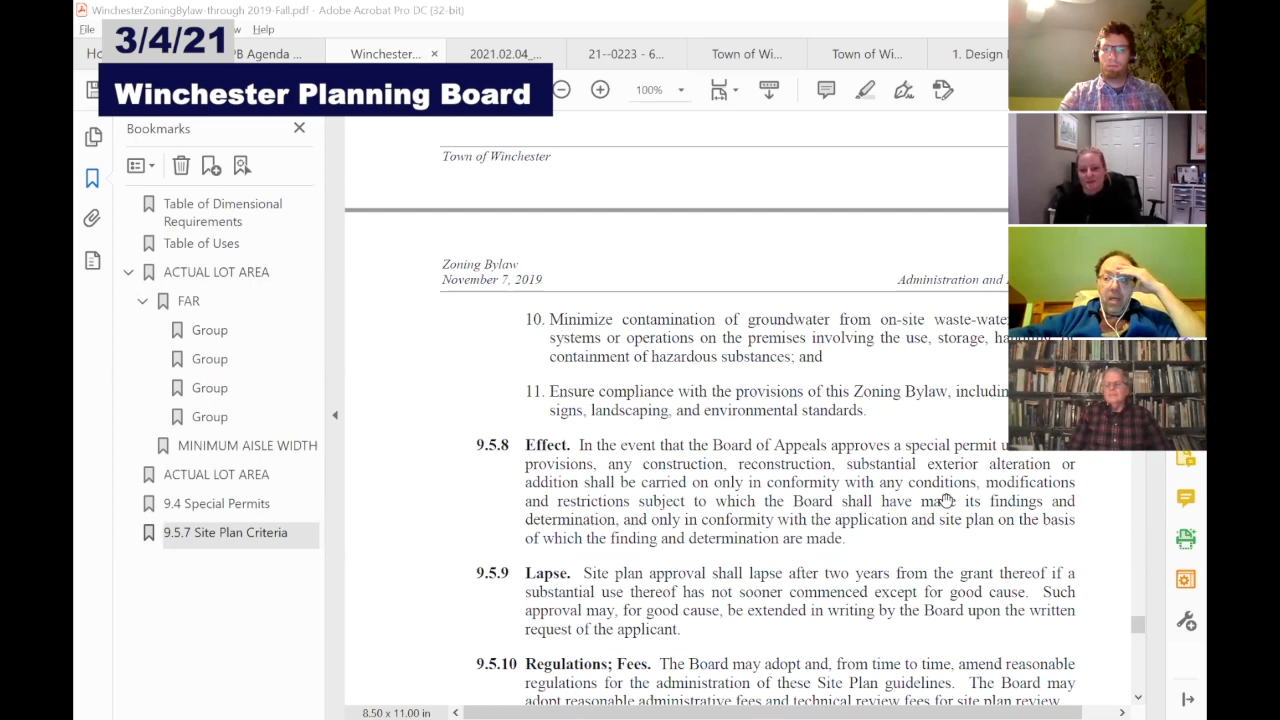 WinchesterZoningBylaw-through 2019-Fall.pdf - Adobe Acrobat Pro DC (32-bit)
File
w Help
3/4/21
PB Agenda ...
Winchester...
2021.02.04_...
21--0223 - 6...
Town of Wi...
Town of Wi...
1. Design
Winchester Planning Board
100%
Bookmarks
Table of Dimensional
Requirements
Table of Uses
ACTUAL LOT AREA
FAR
Group
Group
Group
Group
MINIMUM AISLE WIDTH
ACTUAL LOT AREA
9.4 Special Permits
9.5.7 Site Plan Criteria
Town of Winchester
Zoning Bylaw
November 7, 2019 Administration and
10. Minimize contamination of groundwater from on-site
systems or operations on the premises involving the use, storage,
containment of hazardous substances; and
11. Ensure compliance with the provisions of this Zoning Bylaw,
signs, landscaping, and environmental standards.
9.5.8 Effect. In the event that the Board of Appeals approves a special permit
provisions, any construction, reconstruction, substantial exterior alteration or
addition shall be carried on only in conformity with any conditions, modifications
and restrictions subject to which the Board shall have made its findings and
determination, and only in conformity with the application and site plan on the basis
of which the finding and determination are made.
9.5.9 Lapse. Site plan approval shall lapse after two years from the grant thereof if a
substantial use thereof has not sooner commenced except for good cause. Such
approval may, for good cause, be extended in writing by the Board upon the written
request of the applicant.
9.5.10 Regulations; Fees. The Board may adopt and, from time to time, amend reasonable
regulations for the administration of these Site Plan guidelines. The Board may
adopt reasonable administrative fees and technical review fees for site plan review
8.50 x 11.00 in